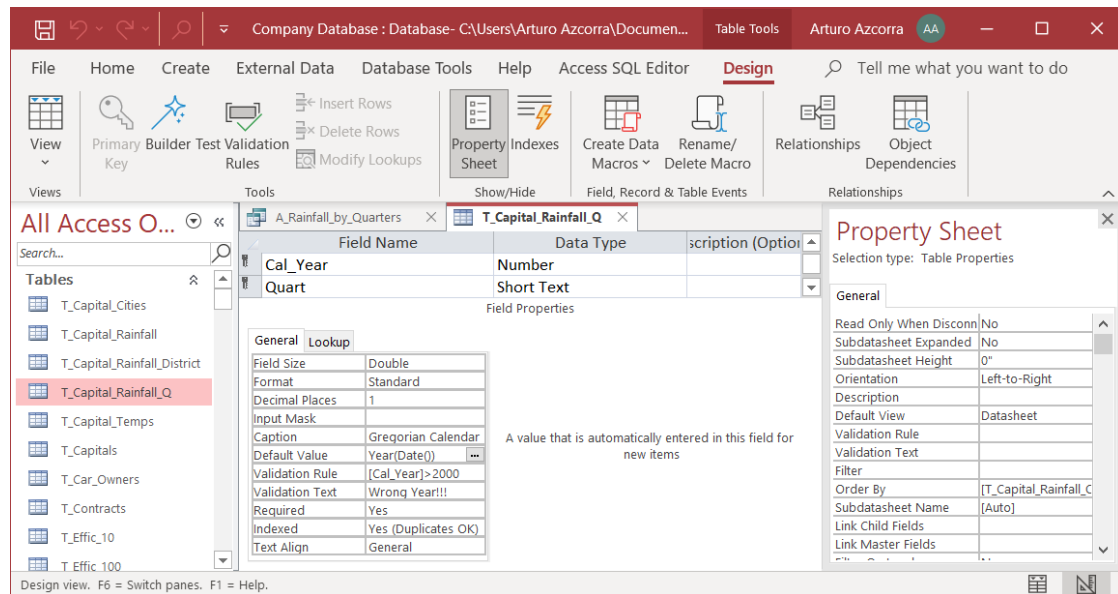 Company Database : Database- C:\Users\Arturo Azcorra\Documen...
Table Tools
Arturo Azcorra
AA
File Home Create External Data Database Tools Help Access SQL Editor Design Tell me what you want to do
View
Primary Key
Builder
Test Validation Rules
Insert Rows
Delete Rows
Modify Lookups
Property Sheet
Indexes
Create Data Macros
Rename/ Delete Macro
Relationships
Object Dependencies
Views Tools Show/Hide Field, Record & Table Events Relationships
All Access O...
Search...
Tables
T_Capital_Cities
T_Capital_Rainfall
T_Capital_Rainfall_District
T_Capital_Rainfall_Q
T_Capital_Temps
T_Capitals
T_Car_Owners
T_Contracts
T_Effic_10
T_Effic_100
A_Rainfall_by_Quarters
T_Capital_Rainfall_Q
Field Name Data Type scription (Optio
Cal_Year Number
Quart Short Text
Field Properties
General Lookup
Field Size Double
Format Standard
Decimal Places 1
Input Mask
Caption Gregorian Calendar
Default Value Year(Date()) ...
Validation Rule [Cal_Year]>2000
Validation Text Wrong Year!!!
Required Yes
Indexed Yes (Duplicates OK)
Text Align General
A value that is automatically entered in this field for
new items
Property Sheet
Selection type: Table Properties
General
Read Only When Disconn No
Subdatasheet Expanded No
Subdatasheet Height 0"
Orientation Left-to-Right
Description
Default View Datasheet
Validation Rule
Validation Text
Filter
Order By [T_Capital_Rainfall_Q
Subdatasheet Name [Auto]
Link Child Fields
Link Master Fields
Design view. F6 = Switch panes. F1 = Help.